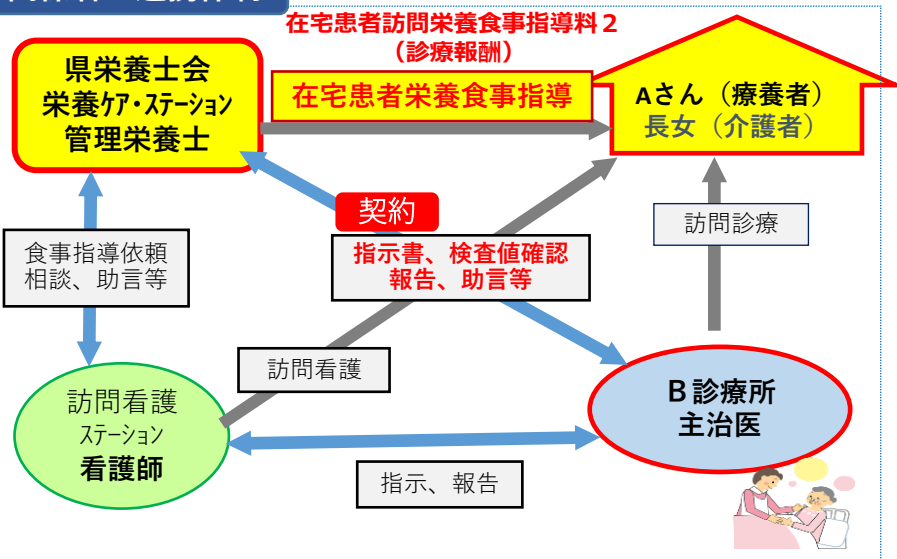 在宅患者訪問栄養食事指導料２
（診療報酬）
県栄養士会
栄養ケア・ステーション
管理栄養士
在宅患者栄養食事指導
Aさん（療養者）
長女（介護者）
契約
訪問診療
食事指導依頼
相談、助言等
指示書、検査値確認
報告、助言等
訪問看護
訪問看護
ステーション
看護師
B診療所
主治医
指示、報告